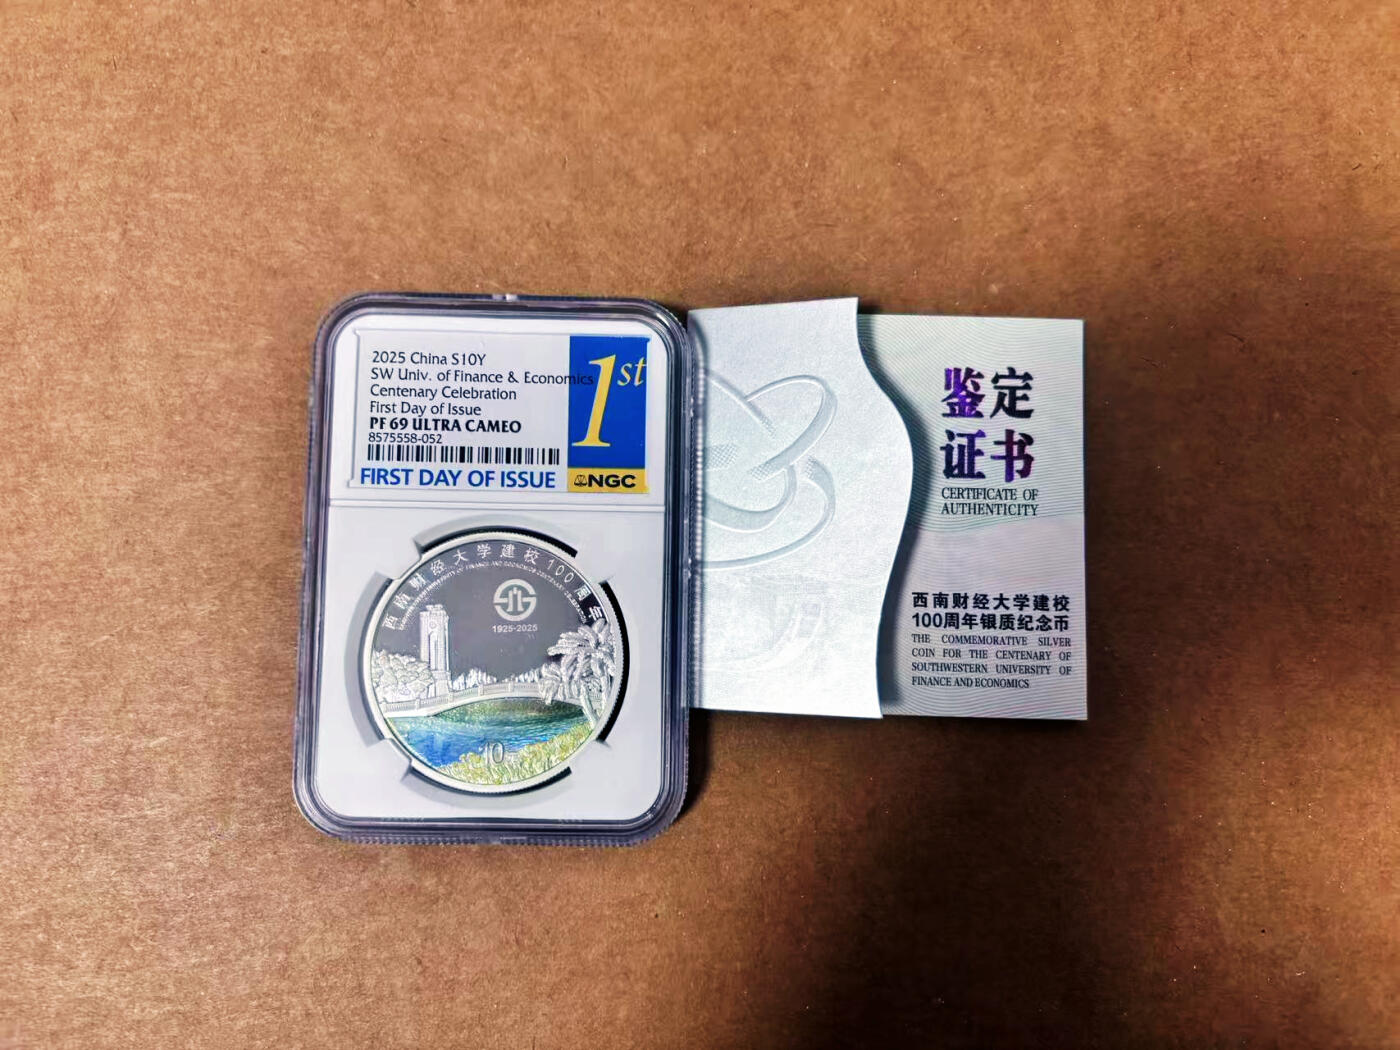 2025 China S10Y
SW Univ. of Finance & Economics
Centenary Celebration
First Day of Issue
PF 69 ULTRA CAMEO
8575558-052
FIRST DAY OF ISSUE
1st
NGC
西南财经大学建校100周年
1925-2025
10
鉴定
证书
CERTIFICATE OF
AUTHENTICITY
西南财经大学建校
100周年银质纪念币
THE COMMEMORATIVE SILVER
COIN FOR THE CENTENARY OF
SOUTHWESTERN UNIVERSITY OF
FINANCE AND ECONOMICS